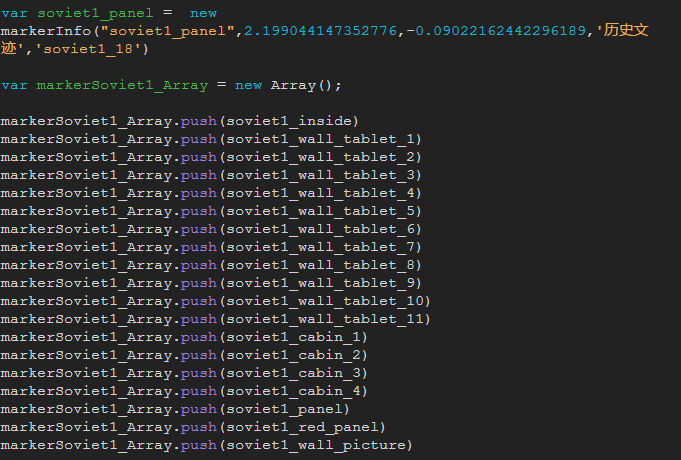 var soviet1_panel =  new
markerInfo("soviet1_panel",2.199044147352776,-0.09022162442296189,'历史文
迹','soviet1_18')
var markerSoviet1_Array = new Array();
markerSoviet1_Array.push(soviet1_inside)
markerSoviet1_Array.push(soviet1_wall_tablet_1)
markerSoviet1_Array.push(soviet1_wall_tablet_2)
markerSoviet1_Array.push(soviet1_wall_tablet_3)
markerSoviet1_Array.push(soviet1_wall_tablet_4)
markerSoviet1_Array.push(soviet1_wall_tablet_5)
markerSoviet1_Array.push(soviet1_wall_tablet_6)
markerSoviet1_Array.push(soviet1_wall_tablet_7)
markerSoviet1_Array.push(soviet1_wall_tablet_8)
markerSoviet1_Array.push(soviet1_wall_tablet_9)
markerSoviet1_Array.push(soviet1_wall_tablet_10)
markerSoviet1_Array.push(soviet1_wall_tablet_11)
markerSoviet1_Array.push(soviet1_cabin_1)
markerSoviet1_Array.push(soviet1_cabin_2)
markerSoviet1_Array.push(soviet1_cabin_3)
markerSoviet1_Array.push(soviet1_cabin_4)
markerSoviet1_Array.push(soviet1_panel)
markerSoviet1_Array.push(soviet1_red_panel)
markerSoviet1_Array.push(soviet1_wall_picture)